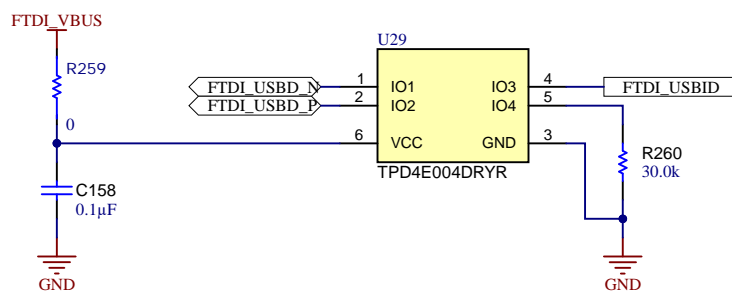 FTDI_VBUS
R259
0
C158
0.1µF
GND
FTDI_USBD_N
FTDI_USBD_P
1
2
6
U29
IO1
IO2
VCC
IO3
IO4
GND
TPD4E004DRYR
4
5
3
FTDI_USBID
R260
30.0k
GND